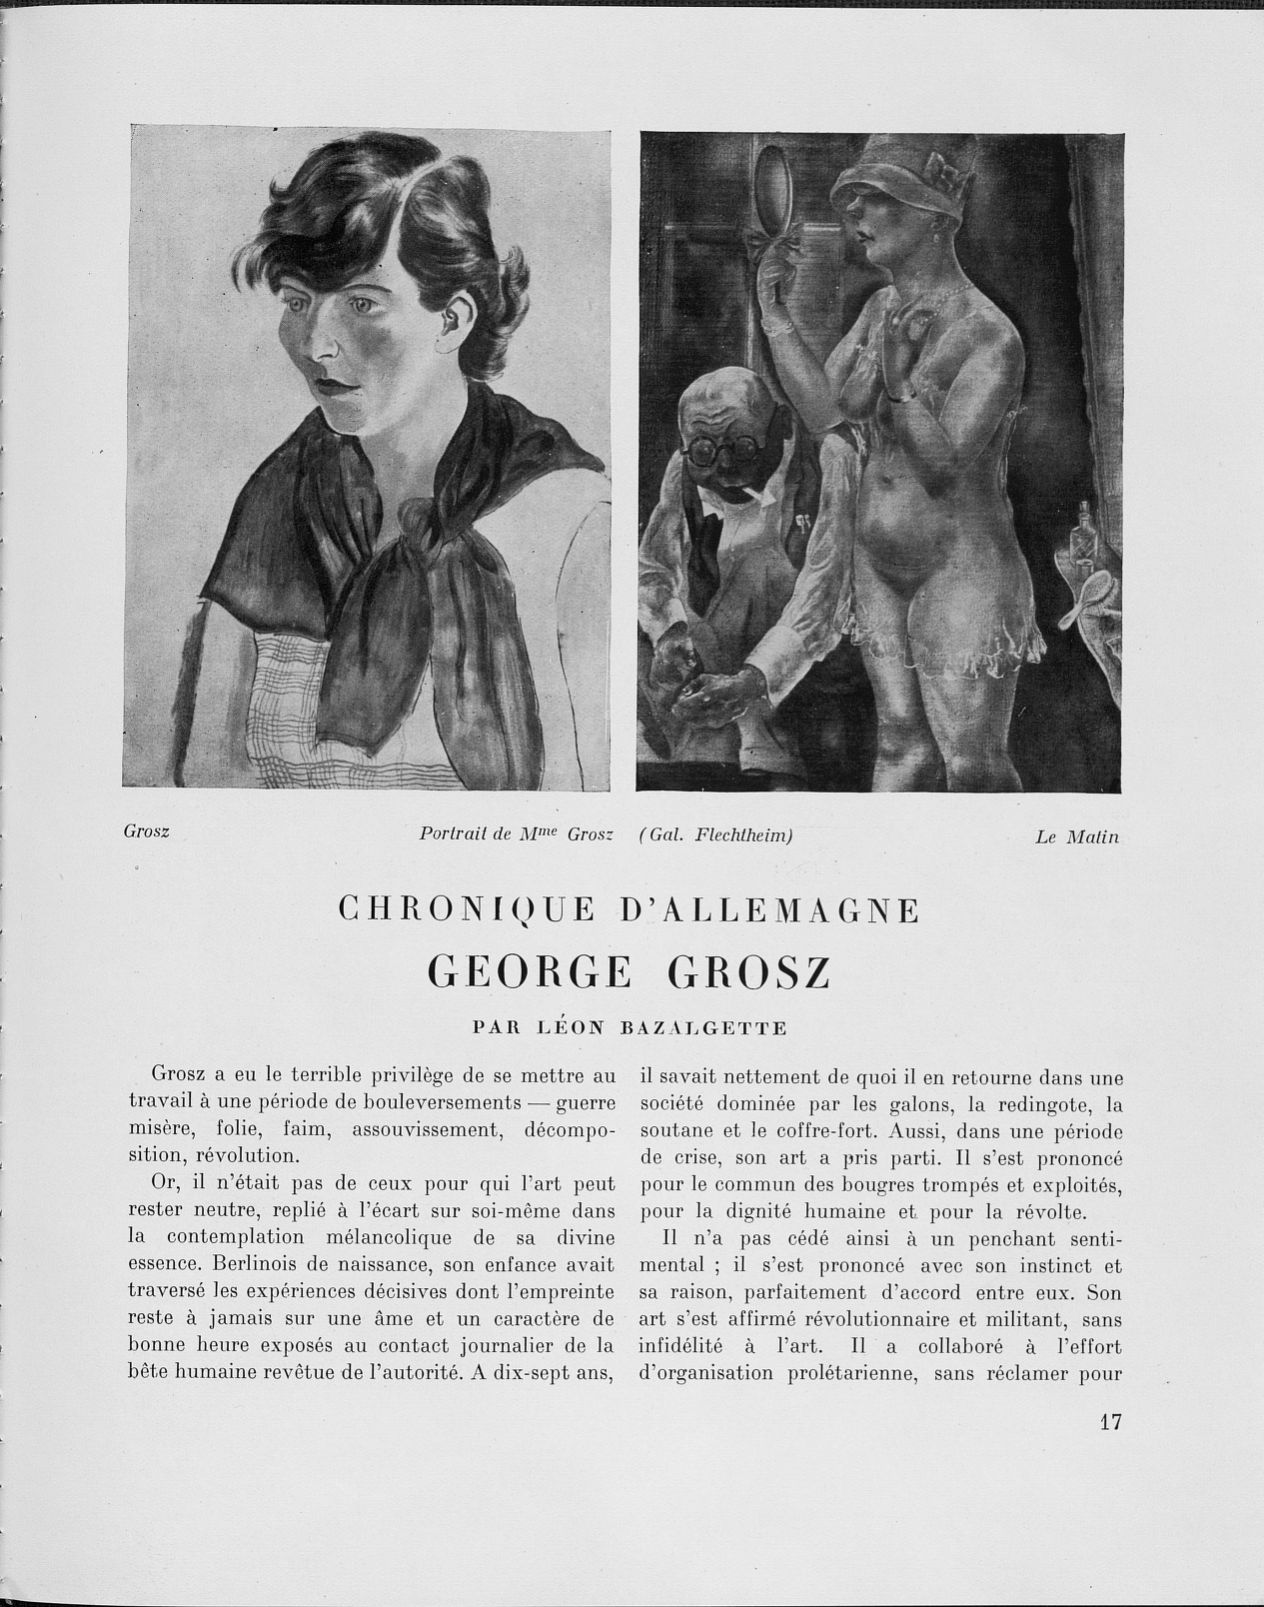 Grosz
Portrait de Mme Grosz
(Gal. Flechtheim)
Le Matin
CHRONIQUE D'ALLEMAGNE
GEORGE GROSZ
PAR LÉON BAZALGETTE
Grosz a eu le terrible privilège de se mettre au
travail à une période de bouleversements — guerre
misère, folie, faim, assouvissement, décompo-
sition, révolution.
Or, il n'était pas de ceux pour qui l'art peut
rester neutre, replié à l'écart sur soi-même dans
la contemplation mélancolique de sa divine
essence. Berlinois de naissance, son enfance avait
traversé les expériences décisives dont l'empreinte
reste à jamais sur une âme et un caractère de
bonne heure exposés au contact journalier de la
bête humaine revêtue de l'autorité. A dix-sept ans,
il savait nettement de quoi il en retourne dans une
société dominée par les galons, la redingote, la
soutane et le coffre-fort. Aussi, dans une période
de crise, son art a pris parti. Il s'est prononcé
pour le commun des bougres trompés et exploités,
pour la dignité humaine et pour la révolte.
Il n'a pas cédé ainsi à un penchant senti-
mental ; il s'est prononcé avec son instinct et
sa raison, parfaitement d'accord entre eux. Son
art s'est affirmé révolutionnaire et militant, sans
infidélité à l'art. Il a collaboré à l'effort
d'organisation prolétarienne, sans réclamer pour
17